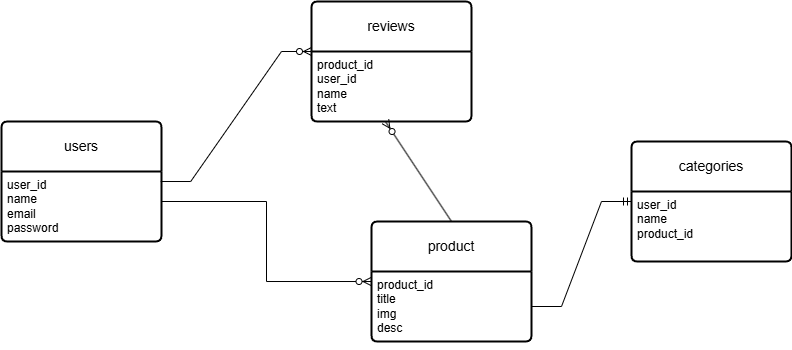 reviews
product_id
user_id
name
text
users
user_id
name
email
password
categories
user_id
name
product_id
product
product_id
title
img
desc